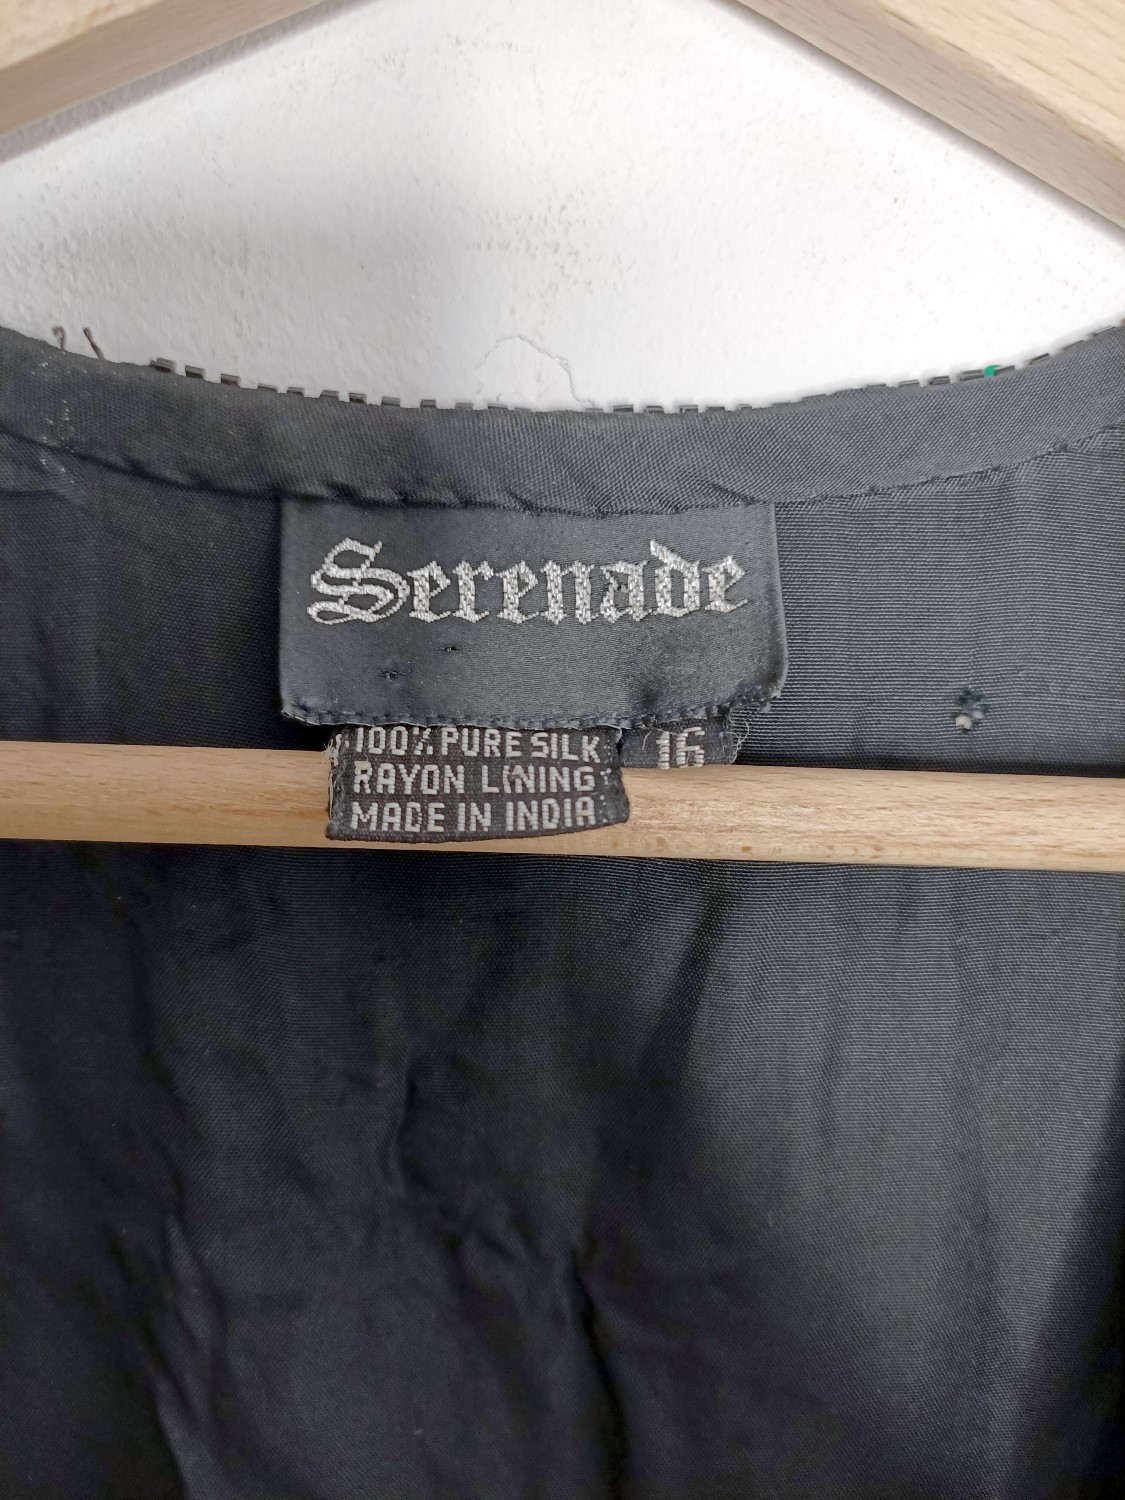 Serenade
100% PURE SILK
RAYON LINING
MADE IN INDIA
16